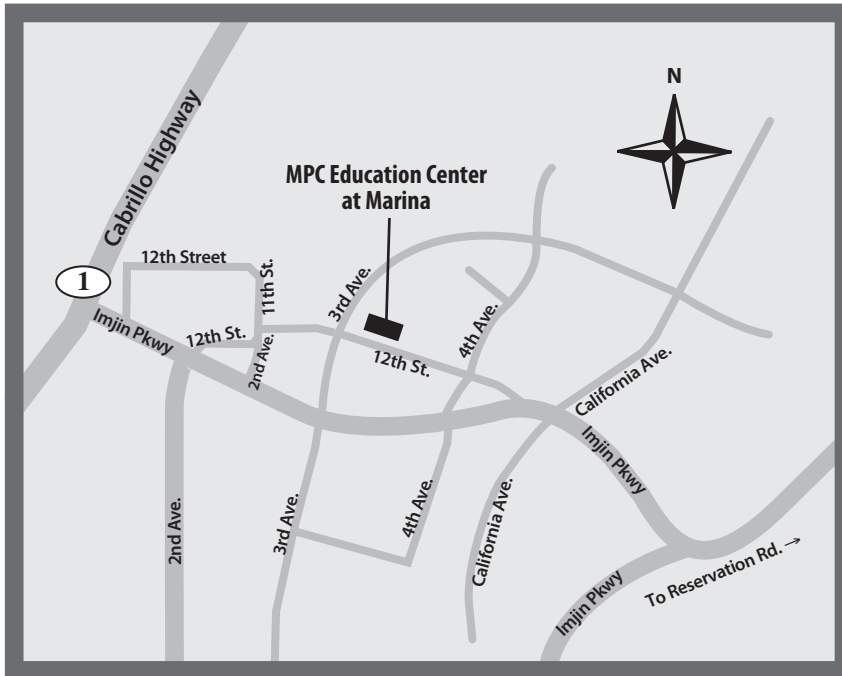 N
Cabrillo Highway
MPC Education Center
at Marina
12th Street
1
11th St.
3rd Ave.
Imjin Pkwy
12th St.
2nd Ave.
12th St.
4th Ave.
California Ave.
Imjin Pkwy
2nd Ave.
3rd Ave.
4th Ave.
California Ave.
Imjin Pkwy
To Reservation Rd. →